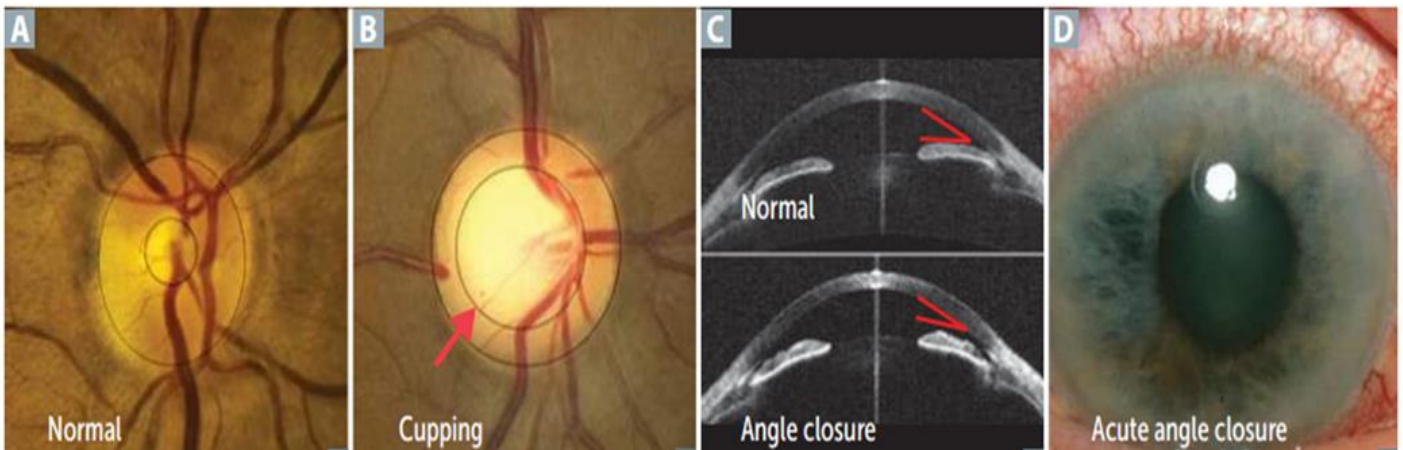 A
B
C
D
Normal
Cupping
Normal
Angle closure
Acute angle closure